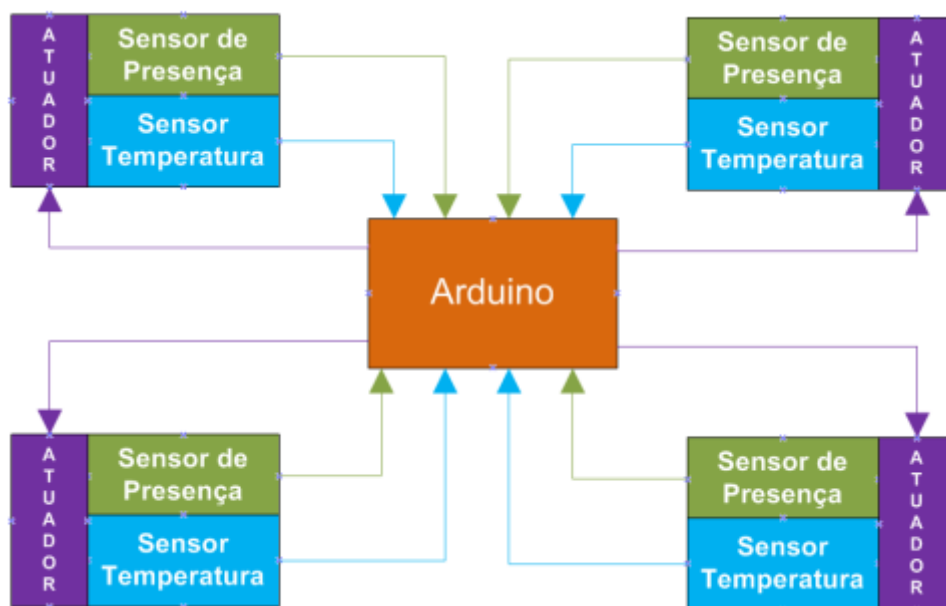 ATUADOR
Sensor de
Presença
Sensor
Temperatura
Sensor de
Presença
Sensor
Temperatura
ATUADOR
Arduino
ATUADOR
Sensor de
Presença
Sensor
Temperatura
Sensor de
Presença
Sensor
Temperatura
ATUADOR